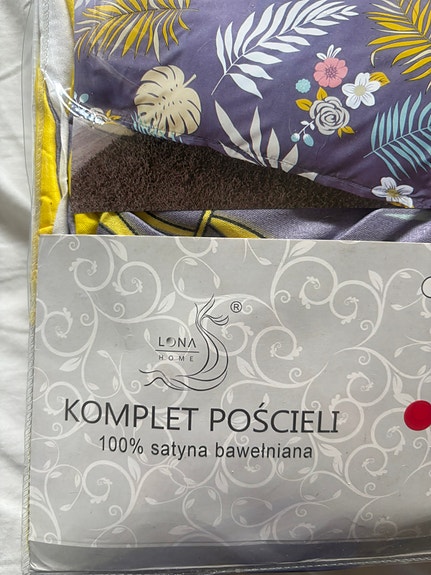 ®
LONA
HOME
KOMPLET POŚCIELI
100% satyna bawełniana